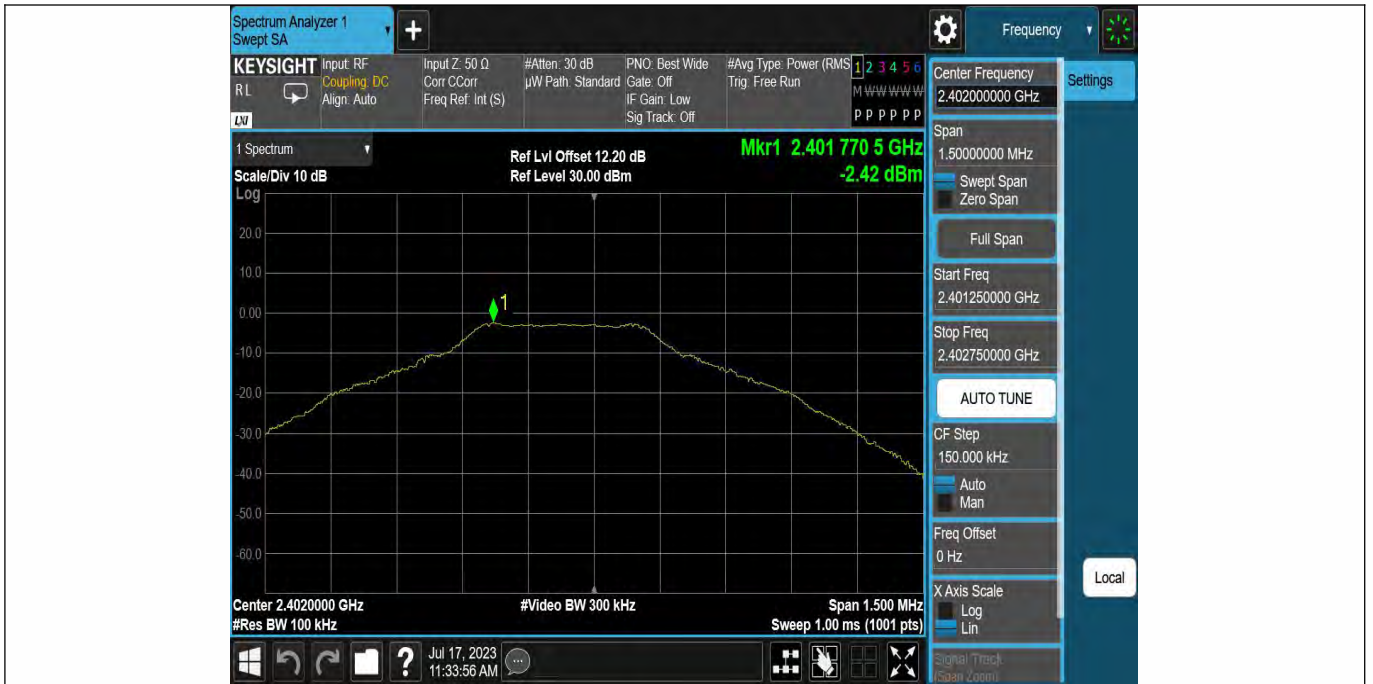 Spectrum Analyzer 1
Swept SA
+
Frequency
KEYSIGHT
RL
LXI
Input: RF
Coupling: DC
Align: Auto
Input Z: 50 Ω
Corr CCorr
Freq Ref: Int (S)
#Atten: 30 dB
µW Path: Standard
PNO: Best Wide
Gate: Off
IF Gain: Low
Sig Track: Off
#Avg Type: Power (RMS
Trig: Free Run
1 2 3 4 5 6
M W W W W W
P P P P P P
1 Spectrum
Scale/Div 10 dB
Log
Ref Lvl Offset 12.20 dB
Ref Level 30.00 dBm
Mkr1 2.401 770 5 GHz
-2.42 dBm
20.0
10.0
0.00
-10.0
-20.0
-30.0
-40.0
-50.0
-60.0
1
Center 2.4020000 GHz
#Res BW 100 kHz
#Video BW 300 kHz
Span 1.500 MHz
Sweep 1.00 ms (1001 pts)
?
Jul 17, 2023
11:33:56 AM
Center Frequency
2.402000000 GHz
Settings
Span
1.50000000 MHz
Swept Span
Zero Span
Full Span
Start Freq
2.401250000 GHz
Stop Freq
2.402750000 GHz
AUTO TUNE
CF Step
150.000 kHz
Auto
Man
Freq Offset
0 Hz
X Axis Scale
Log
Lin
Local
Signal Track
(Span Zoom)